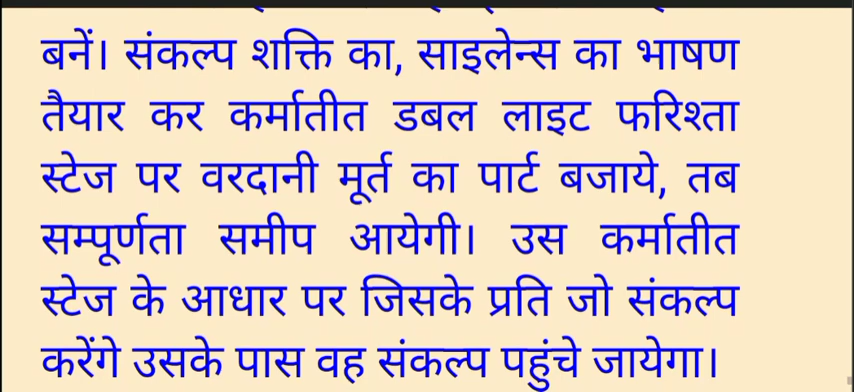 बनें। संकल्प शक्ति का, साइलेन्स का भाषण
तैयार कर कर्मातीत डबल लाइट फरिश्ता
स्टेज पर वरदानी मूर्त का पार्ट बजाये, तब
सम्पूर्णता समीप आयेगी। उस कर्मातीत
स्टेज के आधार पर जिसके प्रति जो संकल्प
करेंगे उसके पास वह संकल्प पहुंचे जायेगा।